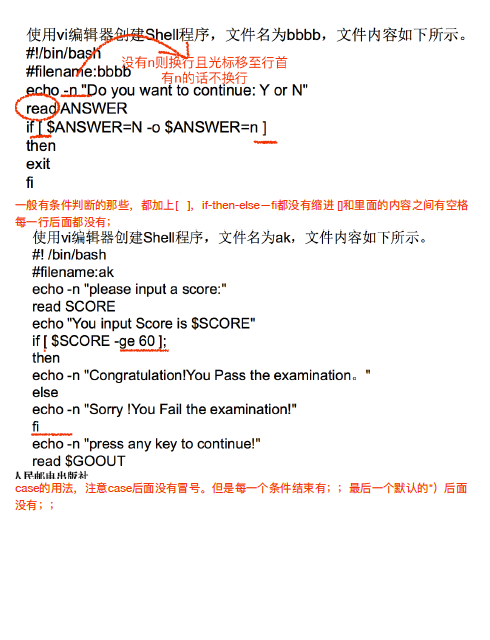 使用vi编辑器创建Shell程序，文件名为bbbb，文件内容如下所示。
#!/bin/bash
没有n则换行且光标移至行首
#filename:bbbb
有n的话不换行
echo -n "Do you want to continue: Y or N"
read ANSWER
if [ $ANSWER=N -o $ANSWER=n ]
then
exit
fi
一般有条件判断的那些，都加上[ ]，if-then-else－fi都没有缩进 []和里面的内容之间有空格
每一行后面都没有；
使用vi编辑器创建Shell程序，文件名为ak，文件内容如下所示。
#! /bin/bash
#filename:ak
echo -n "please input a score:"
read SCORE
echo "You input Score is $SCORE"
if [ $SCORE -ge 60 ];
then
echo -n "Congratulation!You Pass the examination。"
else
echo -n "Sorry !You Fail the examination!"
fi
echo -n "press any key to continue!"
read $GOOUT
人民邮电出版社
case的用法，注意case后面没有冒号。但是每一个条件结束有；；最后一个默认的*）后面
没有；；